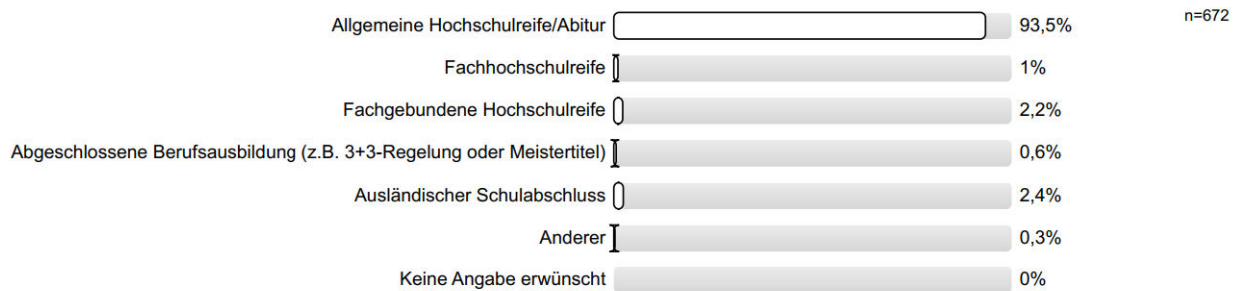 Allgemeine Hochschulreife/Abitur 93,5% n=672
Fachhochschulreife 1%
Fachgebundene Hochschulreife 2,2%
Abgeschlossene Berufsausbildung (z.B. 3+3-Regelung oder Meistertitel) 0,6%
Ausländischer Schulabschluss 2,4%
Anderer 0,3%
Keine Angabe erwünscht 0%